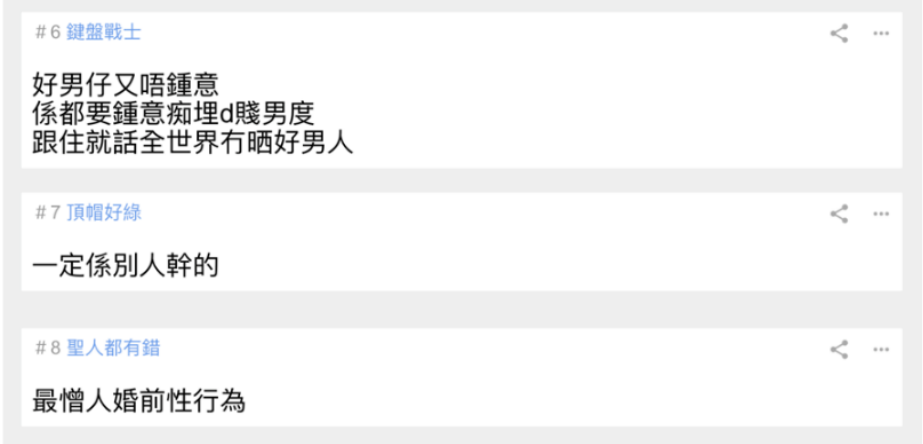 #6 鍵盤戰士
好男仔又唔鍾意
係都要鍾意痴埋d賤男度
跟住就話全世界冇晒好男人
#7 頂帽好綠
一定係別人幹的
#8 聖人都有錯
最憎人婚前性行為